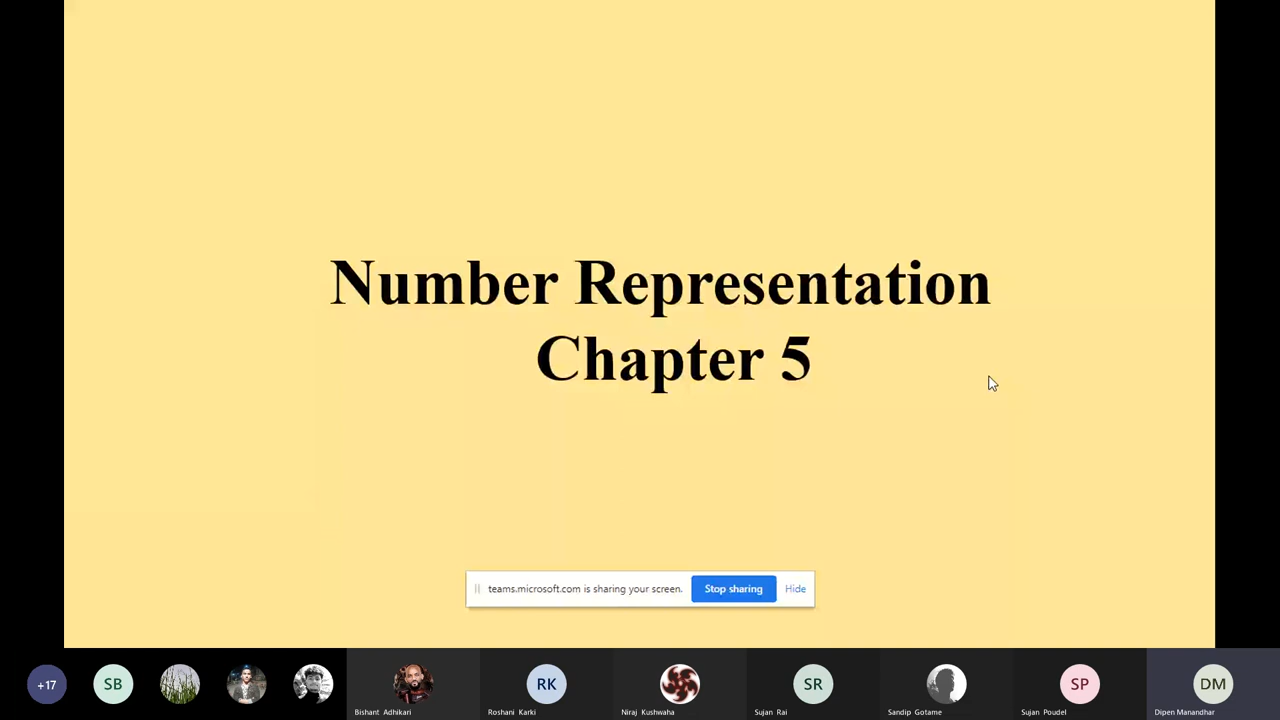 Number Representation
Chapter 5
teams.microsoft.com is sharing your screen. Stop sharing Hide
+17 SB RK SR SP DM
Bishant Adhikari Roshani Karki Niraj Kushwaha Sujan Rai Sandip Gotame Sujan Poudel Dipen Manandhar